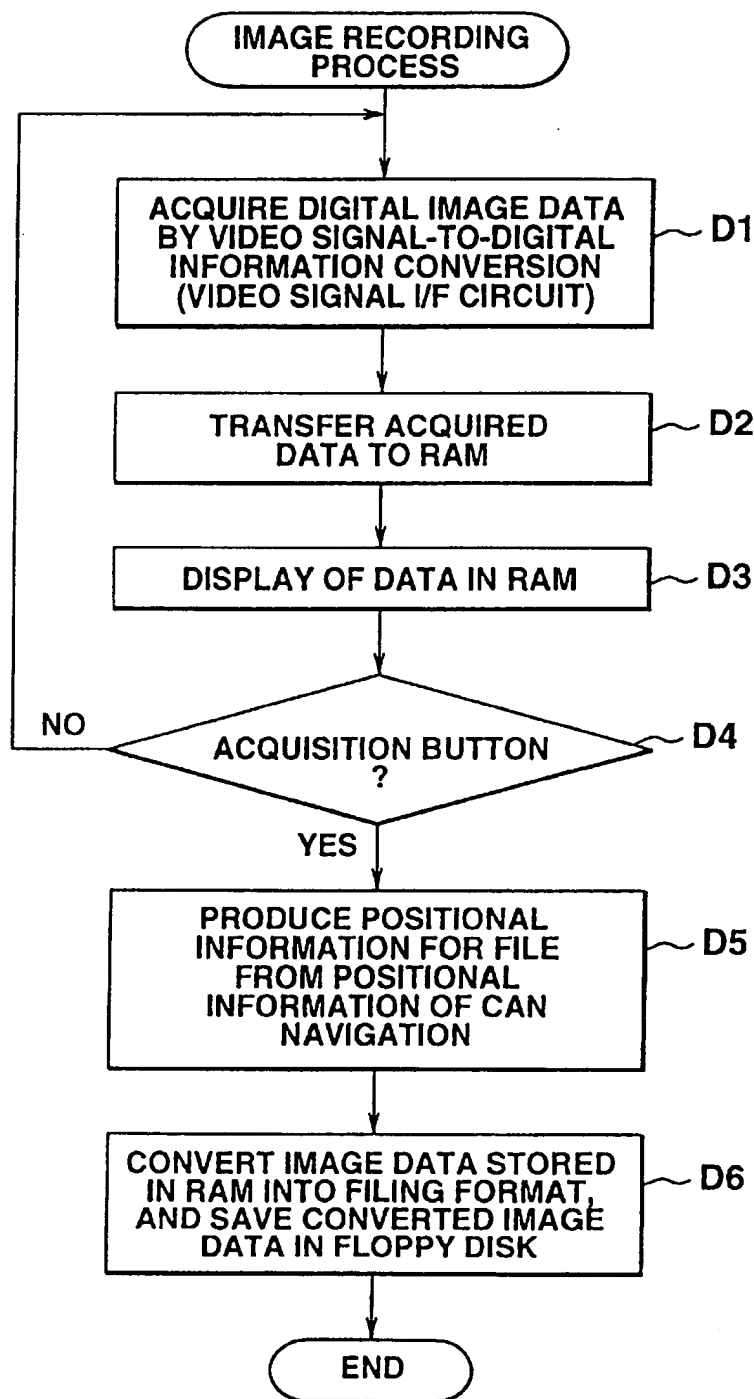 IMAGE RECORDING
PROCESS
ACQUIRE DIGITAL IMAGE DATA
BY VIDEO SIGNAL-TO-DIGITAL
INFORMATION CONVERSION
(VIDEO SIGNAL I/F CIRCUIT)
D1
TRANSFER ACQUIRED
DATA TO RAM
D2
DISPLAY OF DATA IN RAM
D3
NO
ACQUISITION BUTTON
?
D4
YES
PRODUCE POSITIONAL
INFORMATION FOR FILE
FROM POSITIONAL
INFORMATION OF CAN
NAVIGATION
D5
CONVERT IMAGE DATA STORED
IN RAM INTO FILING FORMAT,
AND SAVE CONVERTED IMAGE
DATA IN FLOPPY DISK
D6
END